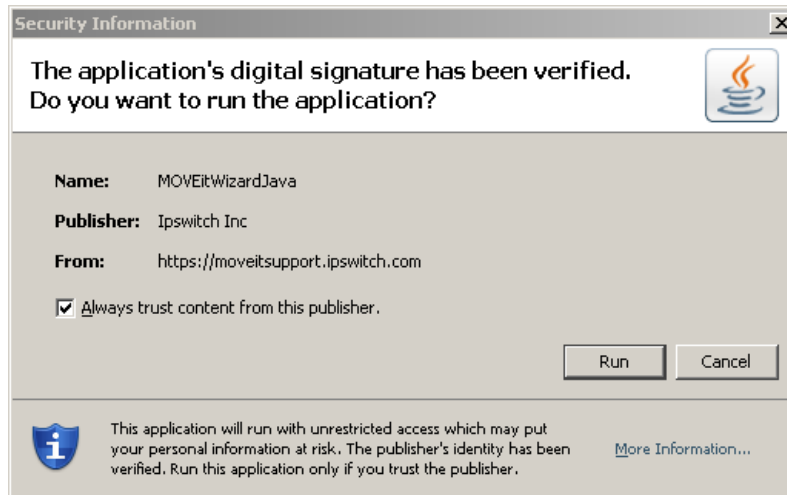 Security Information
The application's digital signature has been verified.
Do you want to run the application?
Name: MOVEitWizardJava
Publisher: Ipswitch Inc
From: https://moveitsupport.ipswitch.com
Always trust content from this publisher.
Run Cancel
This application will run with unrestricted access which may put
your personal information at risk. The publisher's identity has been
verified. Run this application only if you trust the publisher.
More Information...